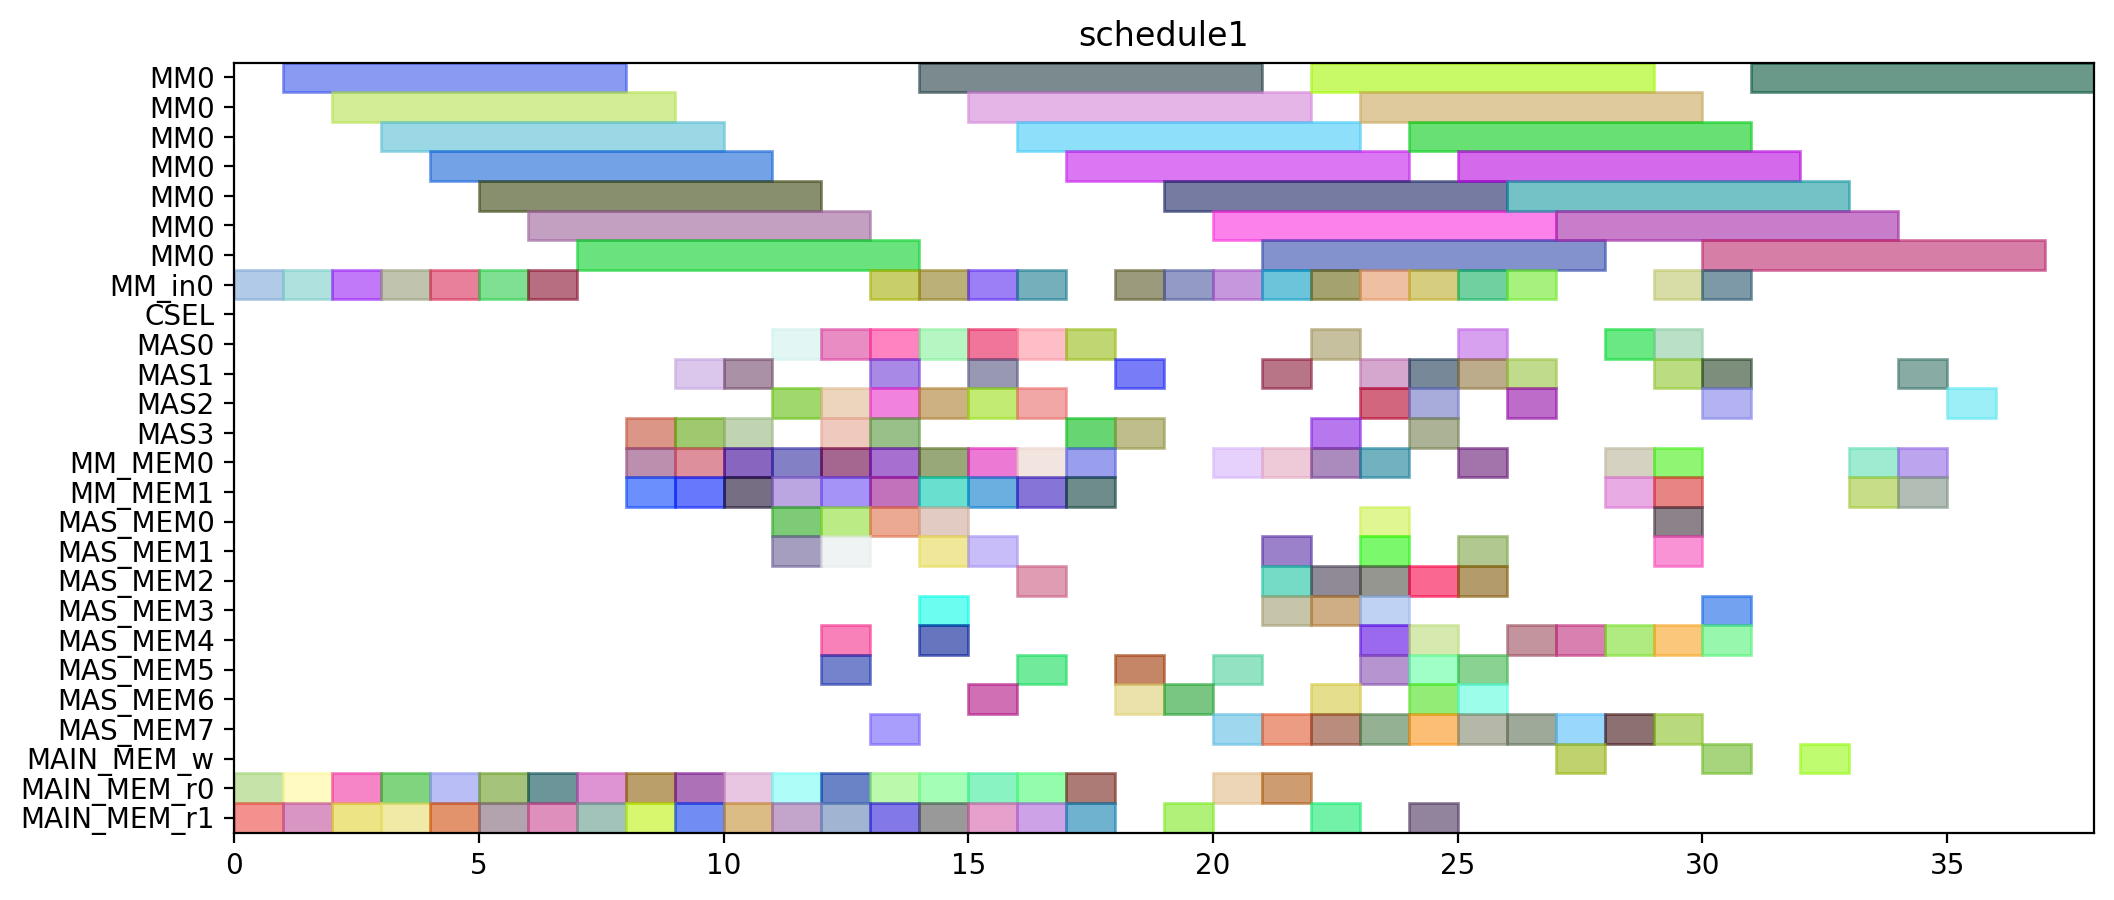 schedule1
MM0
MM0
MM0
MM0
MM0
MM0
MM0
MM_in0
CSEL
MAS0
MAS1
MAS2
MAS3
MM_MEM0
MM_MEM1
MAS_MEM0
MAS_MEM1
MAS_MEM2
MAS_MEM3
MAS_MEM4
MAS_MEM5
MAS_MEM6
MAS_MEM7
MAIN_MEM_w
MAIN_MEM_r0
MAIN_MEM_r1
0 5 10 15 20 25 30 35